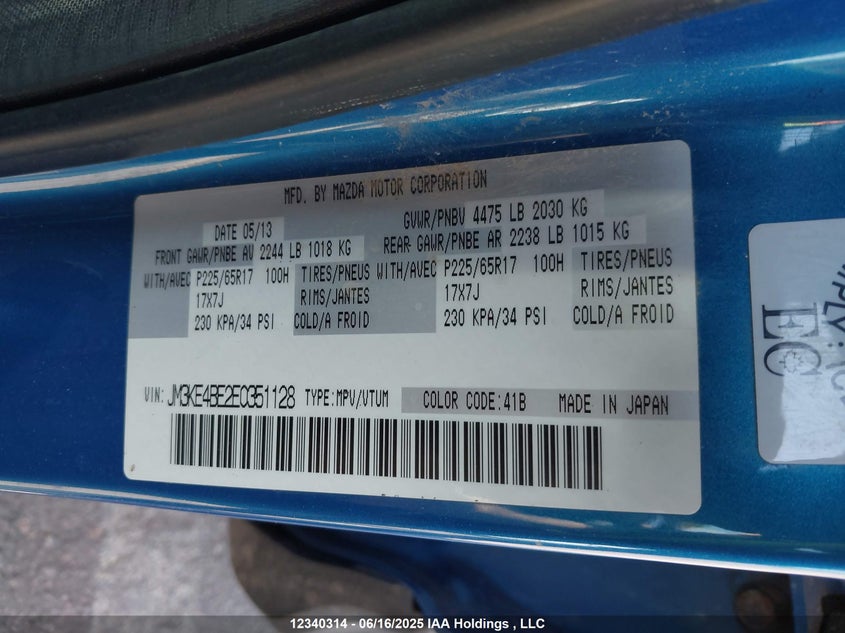 MFD. BY MAZDA MOTOR CORPORATION
DATE 05/13 GVWR/PNBV 4475 LB 2030 KG
FRONT GAWR/PNBE AV 2244 LB 1018 KG REAR GAWR/PNBE AR 2238 LB 1015 KG
WITH/AVEC P225/65R17 100H TIRES/PNEUS WITH/AVEC P225/65R17 100H TIRES/PNEUS
17X7J RIMS/JANTES 17X7J RIMS/JANTES
230 KPA/34 PSI COLD/A FROID 230 KPA/34 PSI COLD/A FROID
VIN: JM3KE4BE2E0351128 TYPE:MPV/VTUM COLOR CODE:41B MADE IN JAPAN
EC
12340314 - 06/16/2025 IAA Holdings , LLC